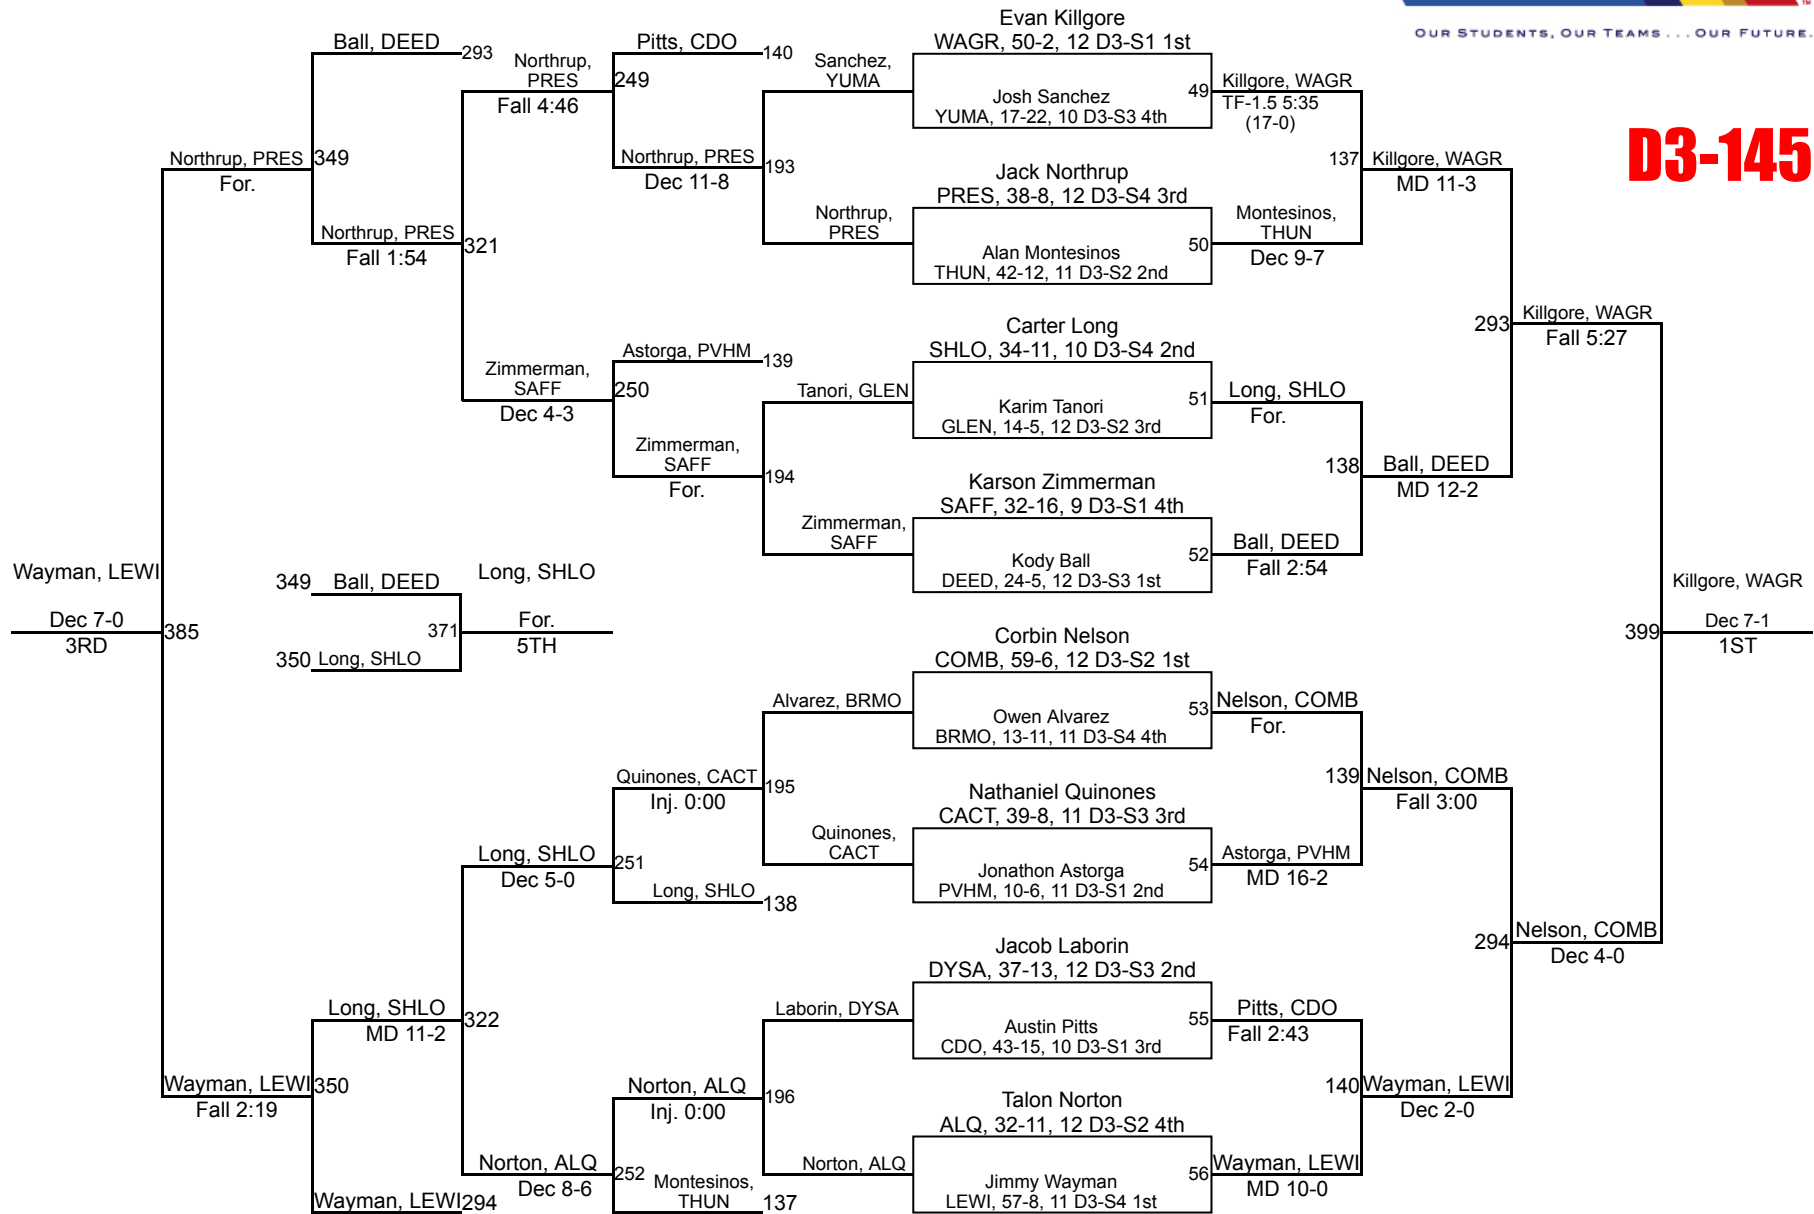 OUR STUDENTS, OUR TEAMS . . . OUR FUTURE.
TM
D3-145
Evan Killgore
WAGR, 50-2, 12 D3-S1 1st
Josh Sanchez
YUMA, 17-22, 10 D3-S3 4th
49
Jack Northrup
PRES, 38-8, 12 D3-S4 3rd
Alan Montesinos
THUN, 42-12, 11 D3-S2 2nd
50
Carter Long
SHLO, 34-11, 10 D3-S4 2nd
Karim Tanori
GLEN, 14-5, 12 D3-S2 3rd
51
Karson Zimmerman
SAFF, 32-16, 9 D3-S1 4th
Kody Ball
DEED, 24-5, 12 D3-S3 1st
52
Corbin Nelson
COMB, 59-6, 12 D3-S2 1st
Owen Alvarez
BRMO, 13-11, 11 D3-S4 4th
53
Nathaniel Quinones
CACT, 39-8, 11 D3-S3 3rd
Jonathon Astorga
PVHM, 10-6, 11 D3-S1 2nd
54
Jacob Laborin
DYSA, 37-13, 12 D3-S3 2nd
Austin Pitts
CDO, 43-15, 10 D3-S1 3rd
55
Talon Norton
ALQ, 32-11, 12 D3-S2 4th
Jimmy Wayman
LEWI, 57-8, 11 D3-S4 1st
56
Killgore, WAGR
TF-1.5 5:35
(17-0)
137
Montesinos,
THUN
Dec 9-7
Long, SHLO
For.
138
Ball, DEED
Fall 2:54
Nelson, COMB
For.
139
Astorga, PVHM
MD 16-2
Pitts, CDO
Fall 2:43
140
Wayman, LEWI
MD 10-0
Killgore, WAGR
MD 11-3
293
Ball, DEED
MD 12-2
Nelson, COMB
Fall 3:00
294
Wayman, LEWI
Dec 2-0
Killgore, WAGR
Fall 5:27
399
Nelson, COMB
Dec 4-0
Killgore, WAGR
Dec 7-1
1ST
Sanchez,
YUMA
193
Northrup,
PRES
Tanori, GLEN
194
Zimmerman,
SAFF
Alvarez, BRMO
195
Quinones,
CACT
Laborin, DYSA
196
Norton, ALQ
Pitts, CDO
140
249
Northrup, PRES
Dec 11-8
Astorga, PVHM
139
250
Zimmerman,
SAFF
For.
Quinones, CACT
Inj. 0:00
251
Long, SHLO
138
Norton, ALQ
Inj. 0:00
252
Montesinos,
THUN
137
Northrup,
PRES
Fall 4:46
321
Zimmerman,
SAFF
Dec 4-3
Long, SHLO
Dec 5-0
322
Norton, ALQ
Dec 8-6
Ball, DEED
293
349
Northrup, PRES
Fall 1:54
Long, SHLO
MD 11-2
350
Wayman, LEWI
294
Northrup, PRES
For.
385
Wayman, LEWI
Fall 2:19
Wayman, LEWI
Dec 7-0
3RD
349
Ball, DEED
371
350
Long, SHLO
Long, SHLO
For.
5TH